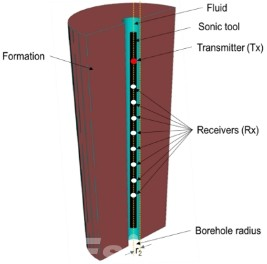 Fluid
Sonic tool
Transmitter (Tx)
Formation
Receivers (Rx)
Borehole radius
r₂